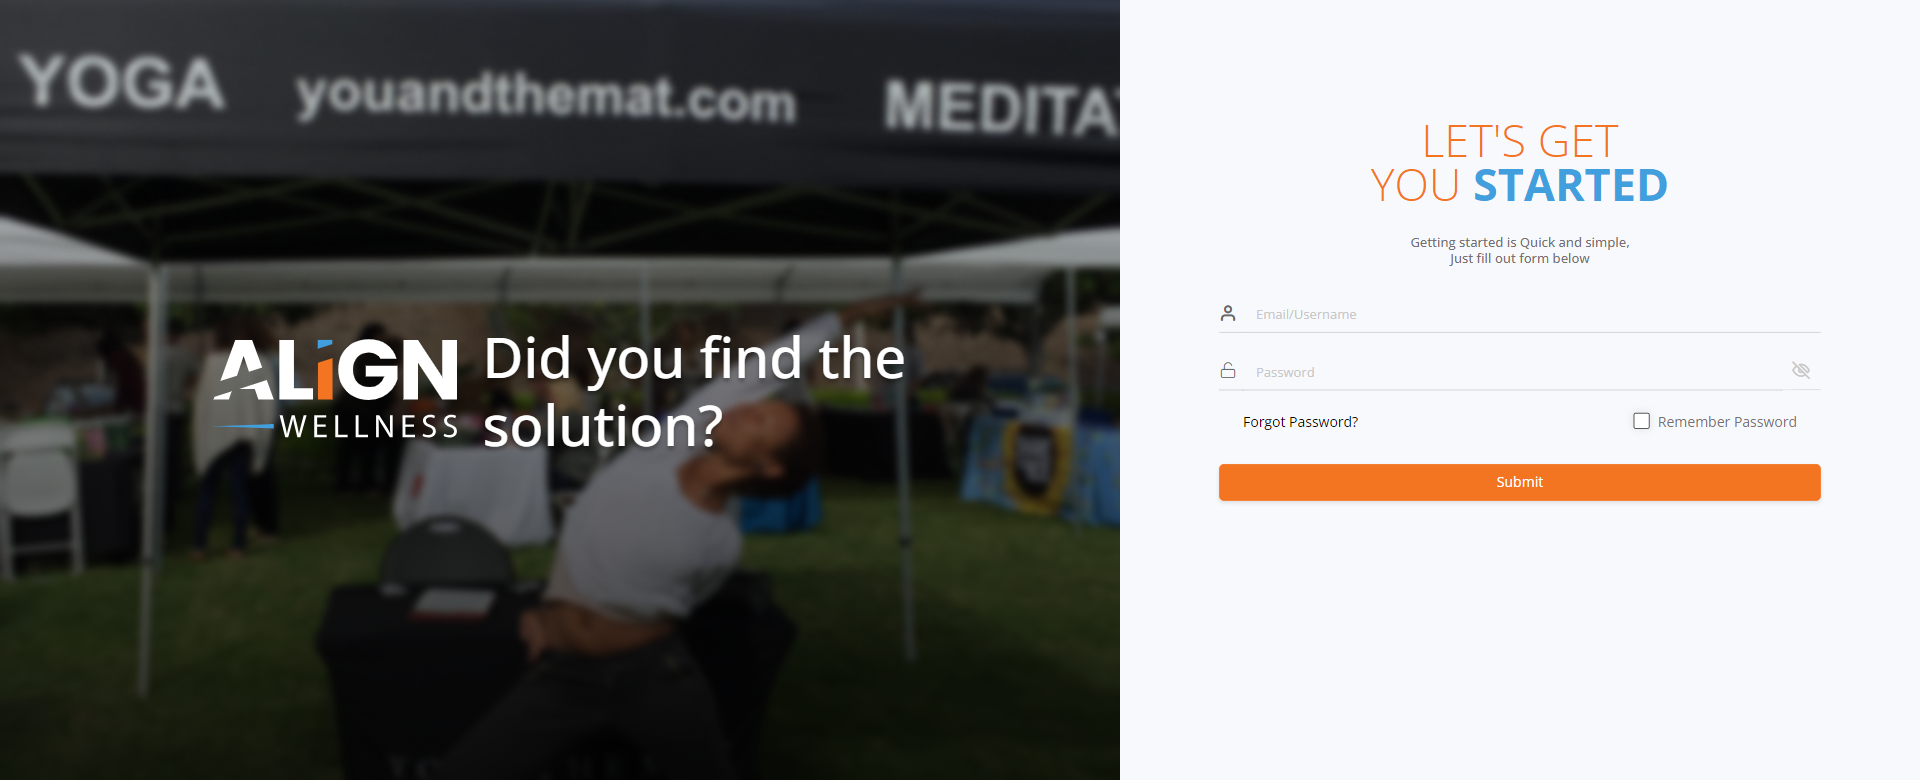 YOGA youandthemat.com MEDITAT
ALiGN
WELLNESS
Did you find the
solution?
LET'S GET
YOU STARTED
Getting started is Quick and simple,
Just fill out form below
Email/Username
Password
Forgot Password?
Remember Password
Submit